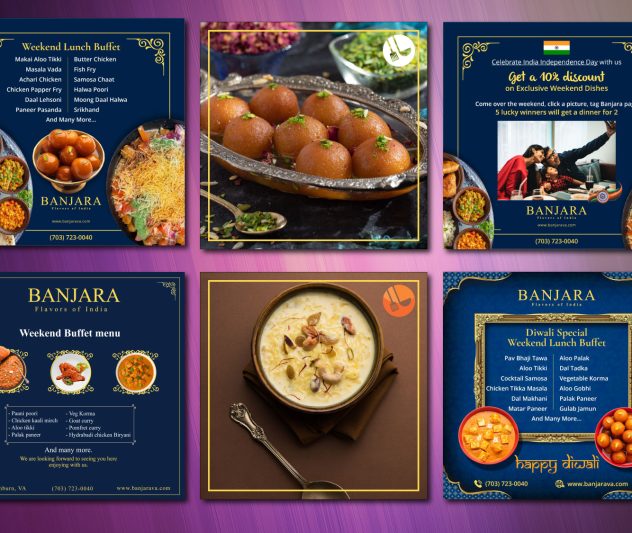 Weekend Lunch Buffet
Makai Aloo Tikki Butter Chicken
Masala Vada Fish Fry
Achari Chicken Samosa Chaat
Chicken Papper Fry Halwa Poori
Daal Lehsoni Moong Daal Halwa
Paneer Pasanda Srikhand
And Many More...
BANJARA
Flavors of India
www.banjarava.com
(703) 723-0040
Celebrate India Independence Day with us
Get a 10% discount
on Exclusive Weekend Dishes
Come over the weekend, click a picture, tag Banjara
5 lucky winners will get a dinner for 2
BANJARA
Flavors of India
www.banjarava.com
(703) 723-0040
BANJARA
Flavors of India
Weekend Buffet menu
- Paani poori - Veg Korma
- Chicken kaali mirch - Goat curry
- Aloo tikki - Pomfret curry
- Palak paneer - Hydrabadi chicken Biryani
And many more.
We are looking forward to seeing you here
enjoying with us.
VA (703) 723-0040 www.banjarava.com
BANJARA
Flavors of India
Diwali Special
Weekend Lunch Buffet
Pav Bhaji Tawa Aloo Palak
Aloo Tikki Dal Tadka
Cocktail Samosa Vegetable Korma
Chicken Tikka Masala Aloo Gobhi
Dal Makhani Palak Paneer
Matar Paneer Gulab Jamun
And Many More...
happy diwali
(703) 723-0040 www.banjarava.com